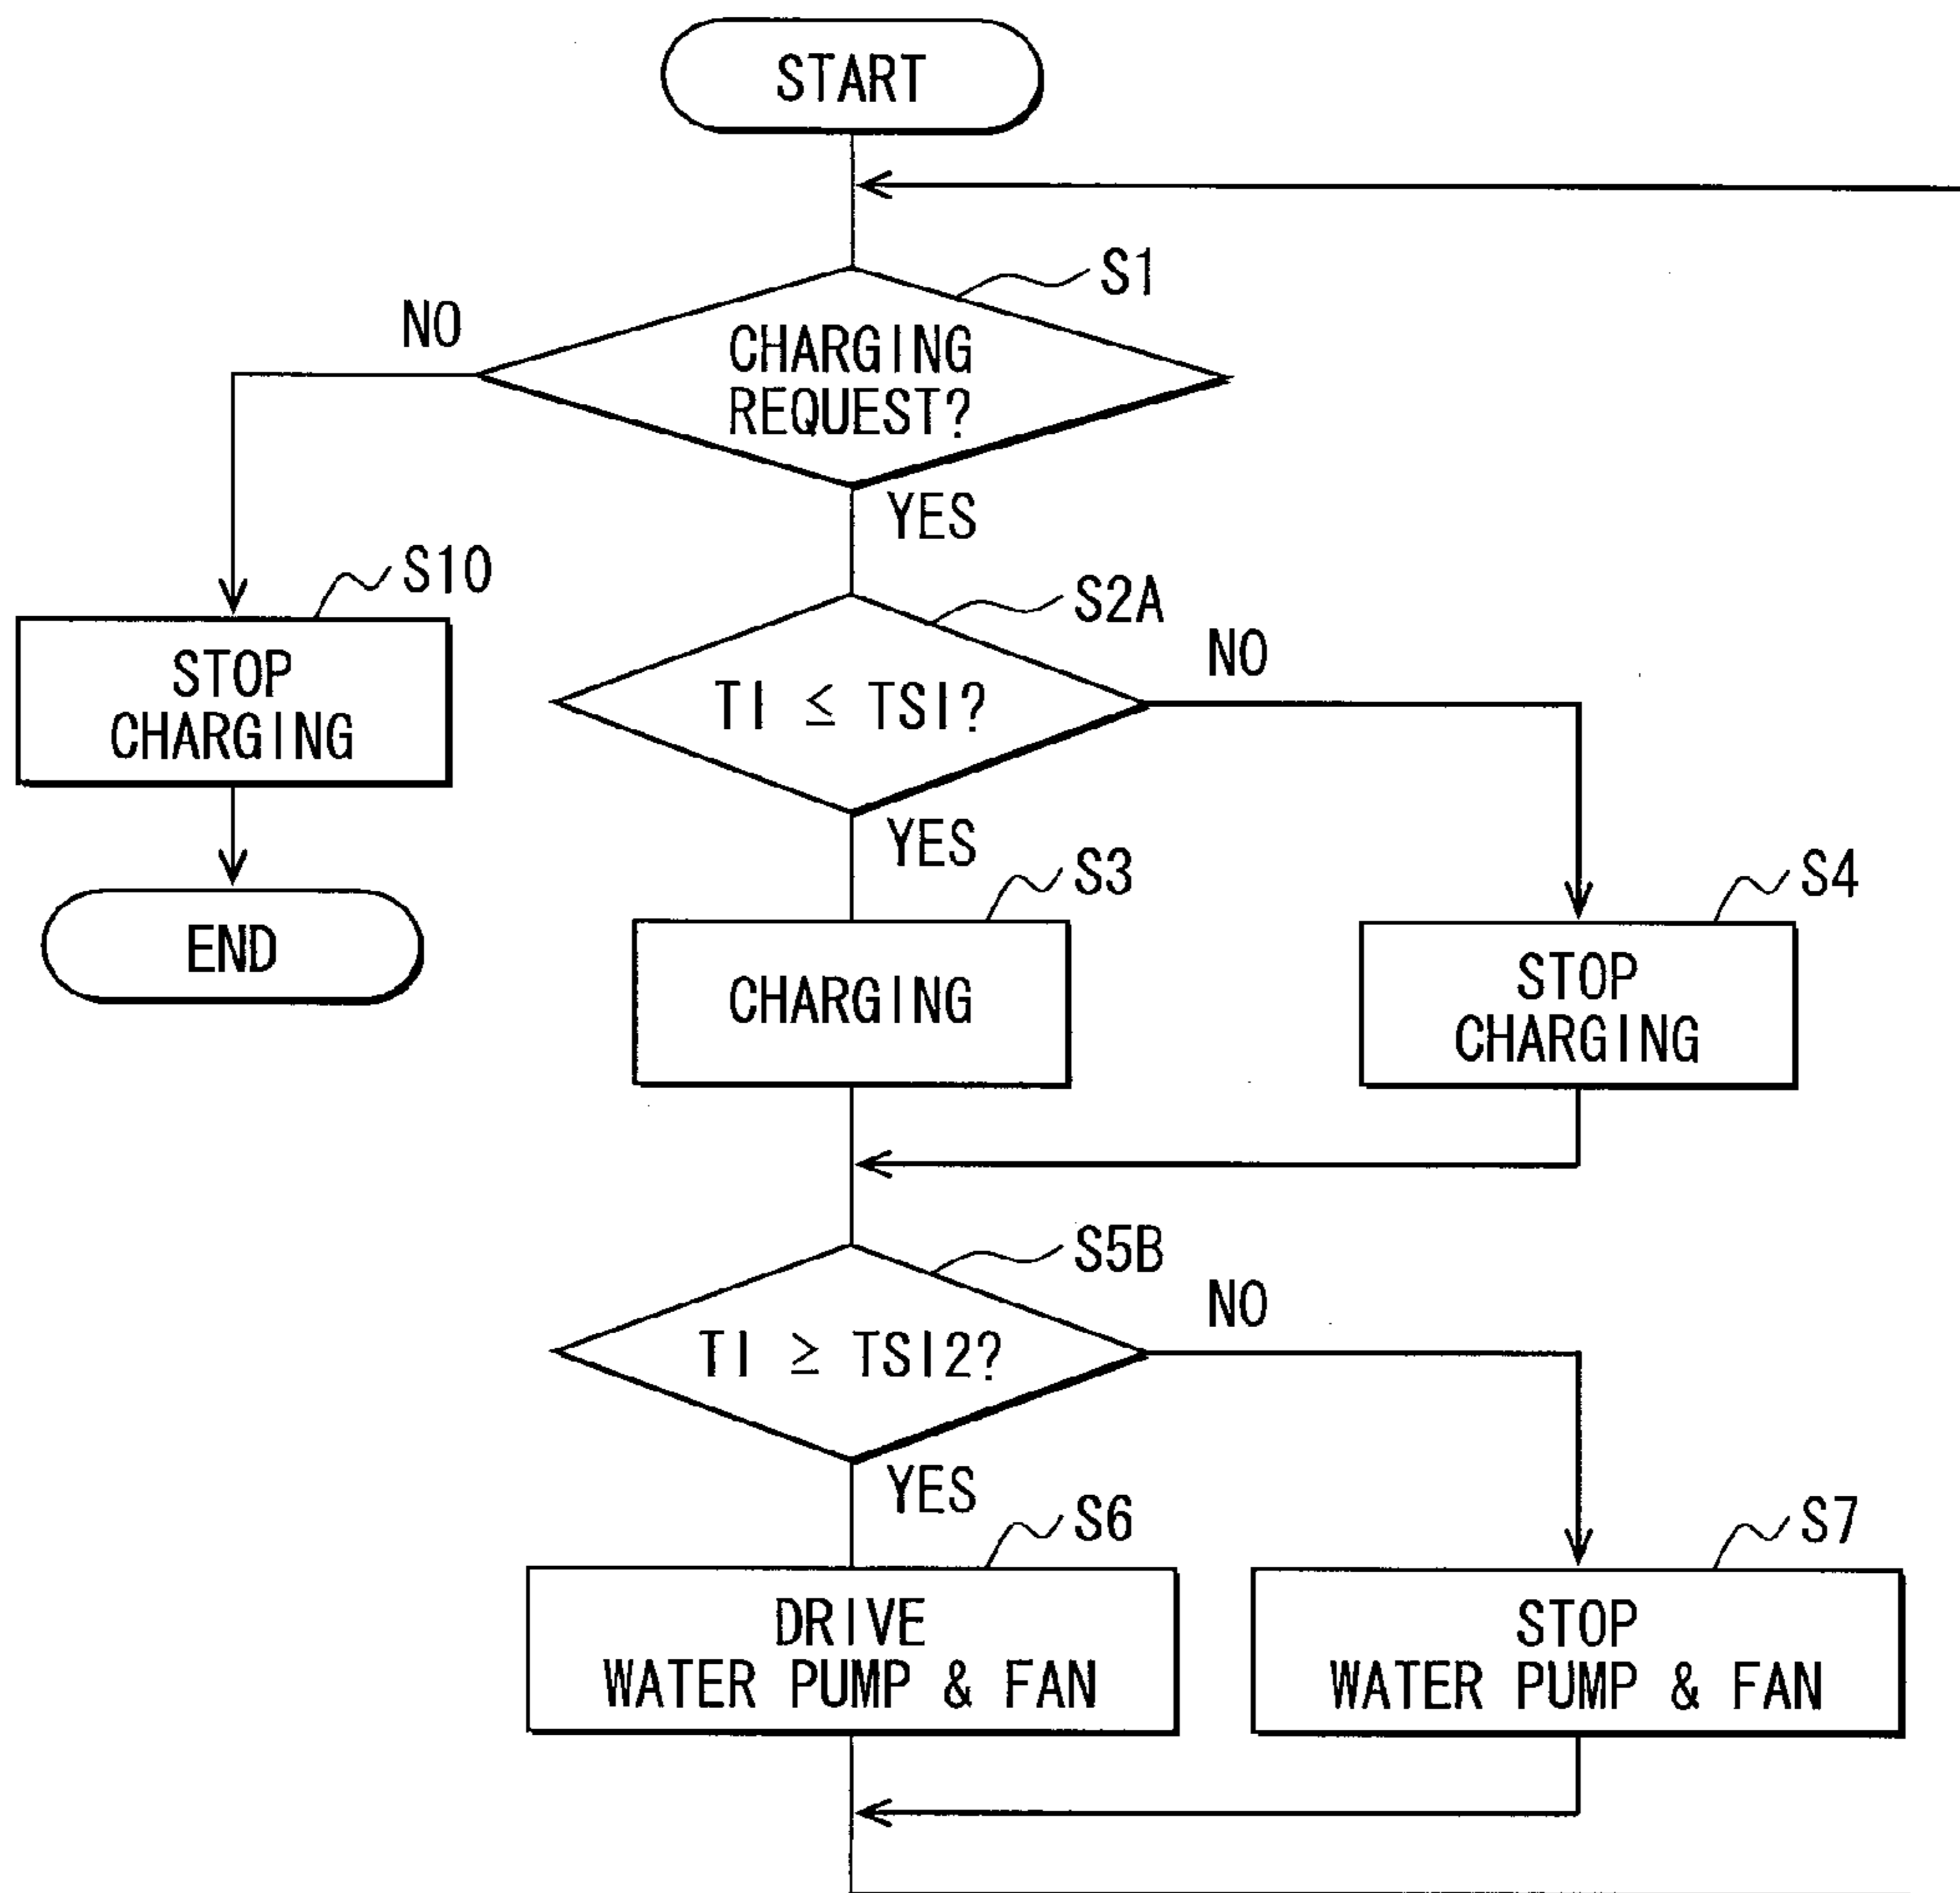 START
S1
NO
CHARGING
REQUEST?
YES
S10
STOP
CHARGING
END
S2A
NO
TI ≤ TSI?
YES
S3
CHARGING
S4
STOP
CHARGING
S5B
NO
TI ≥ TSI2?
YES
S6
DRIVE
WATER PUMP & FAN
S7
STOP
WATER PUMP & FAN